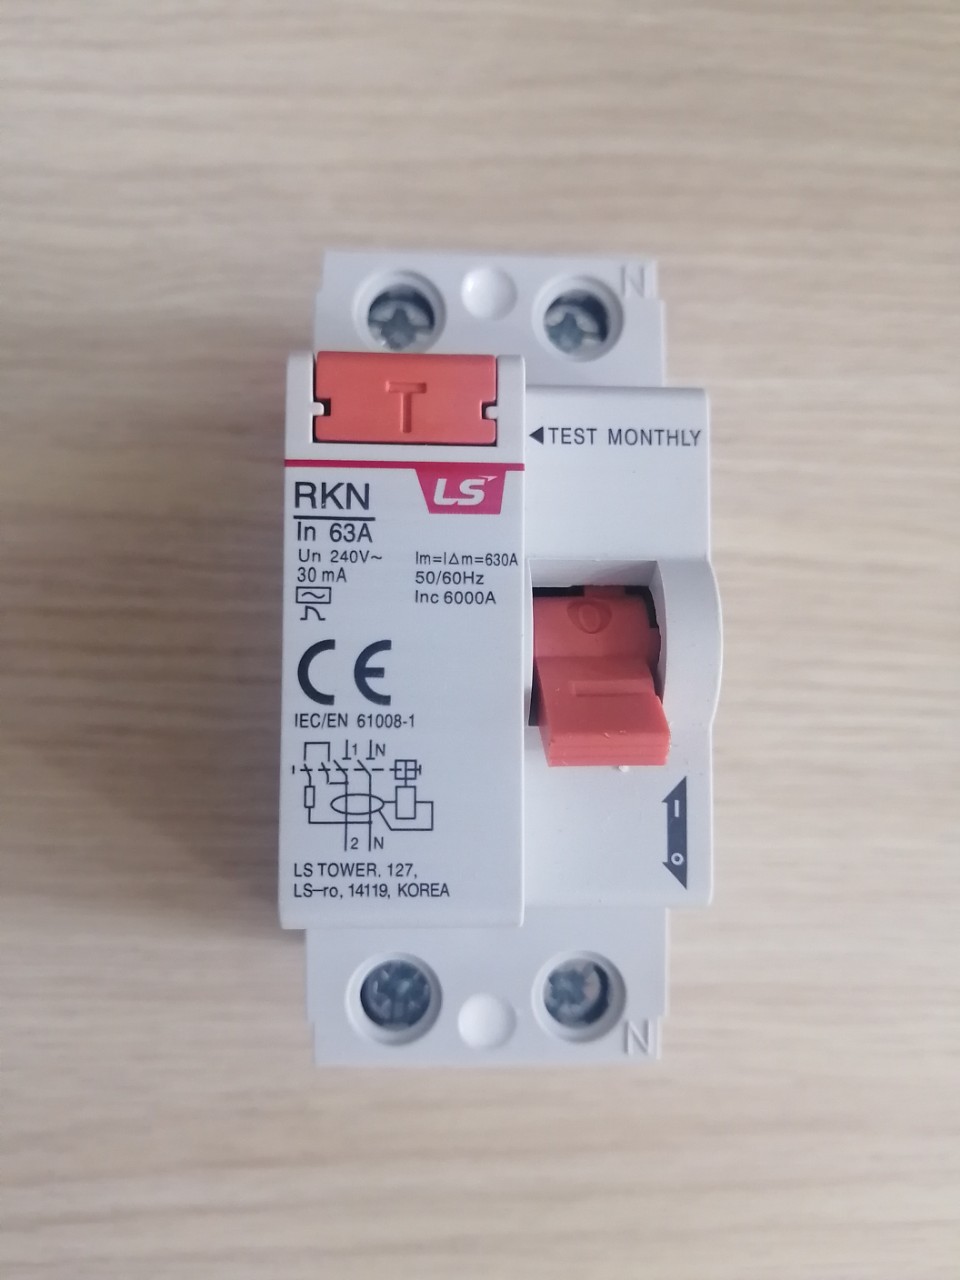 N
T
◀TEST MONTHLY
LS
RKN
In 63A
Un 240V~
Im=I∆m=630A
30 mA
50/60Hz
Inc 6000A
O
CE
IEC/EN 61008-1
1 N
I
O
2 N
LS TOWER, 127,
LS-ro, 14119, KOREA
N